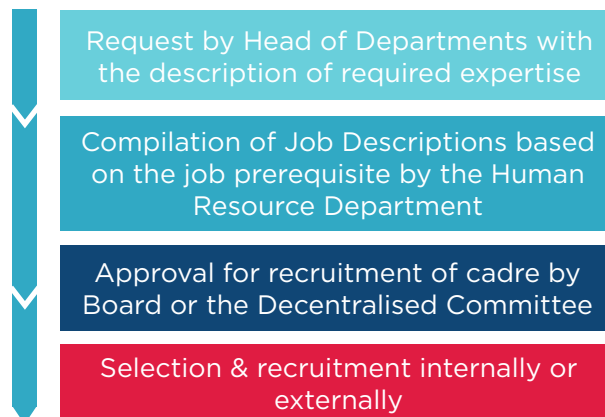 Request by Head of Departments with
the description of required expertise
Compilation of Job Descriptions based
on the job prerequisite by the Human
Resource Department
Approval for recruitment of cadre by
Board or the Decentralised Committee
Selection & recruitment internally or
externally